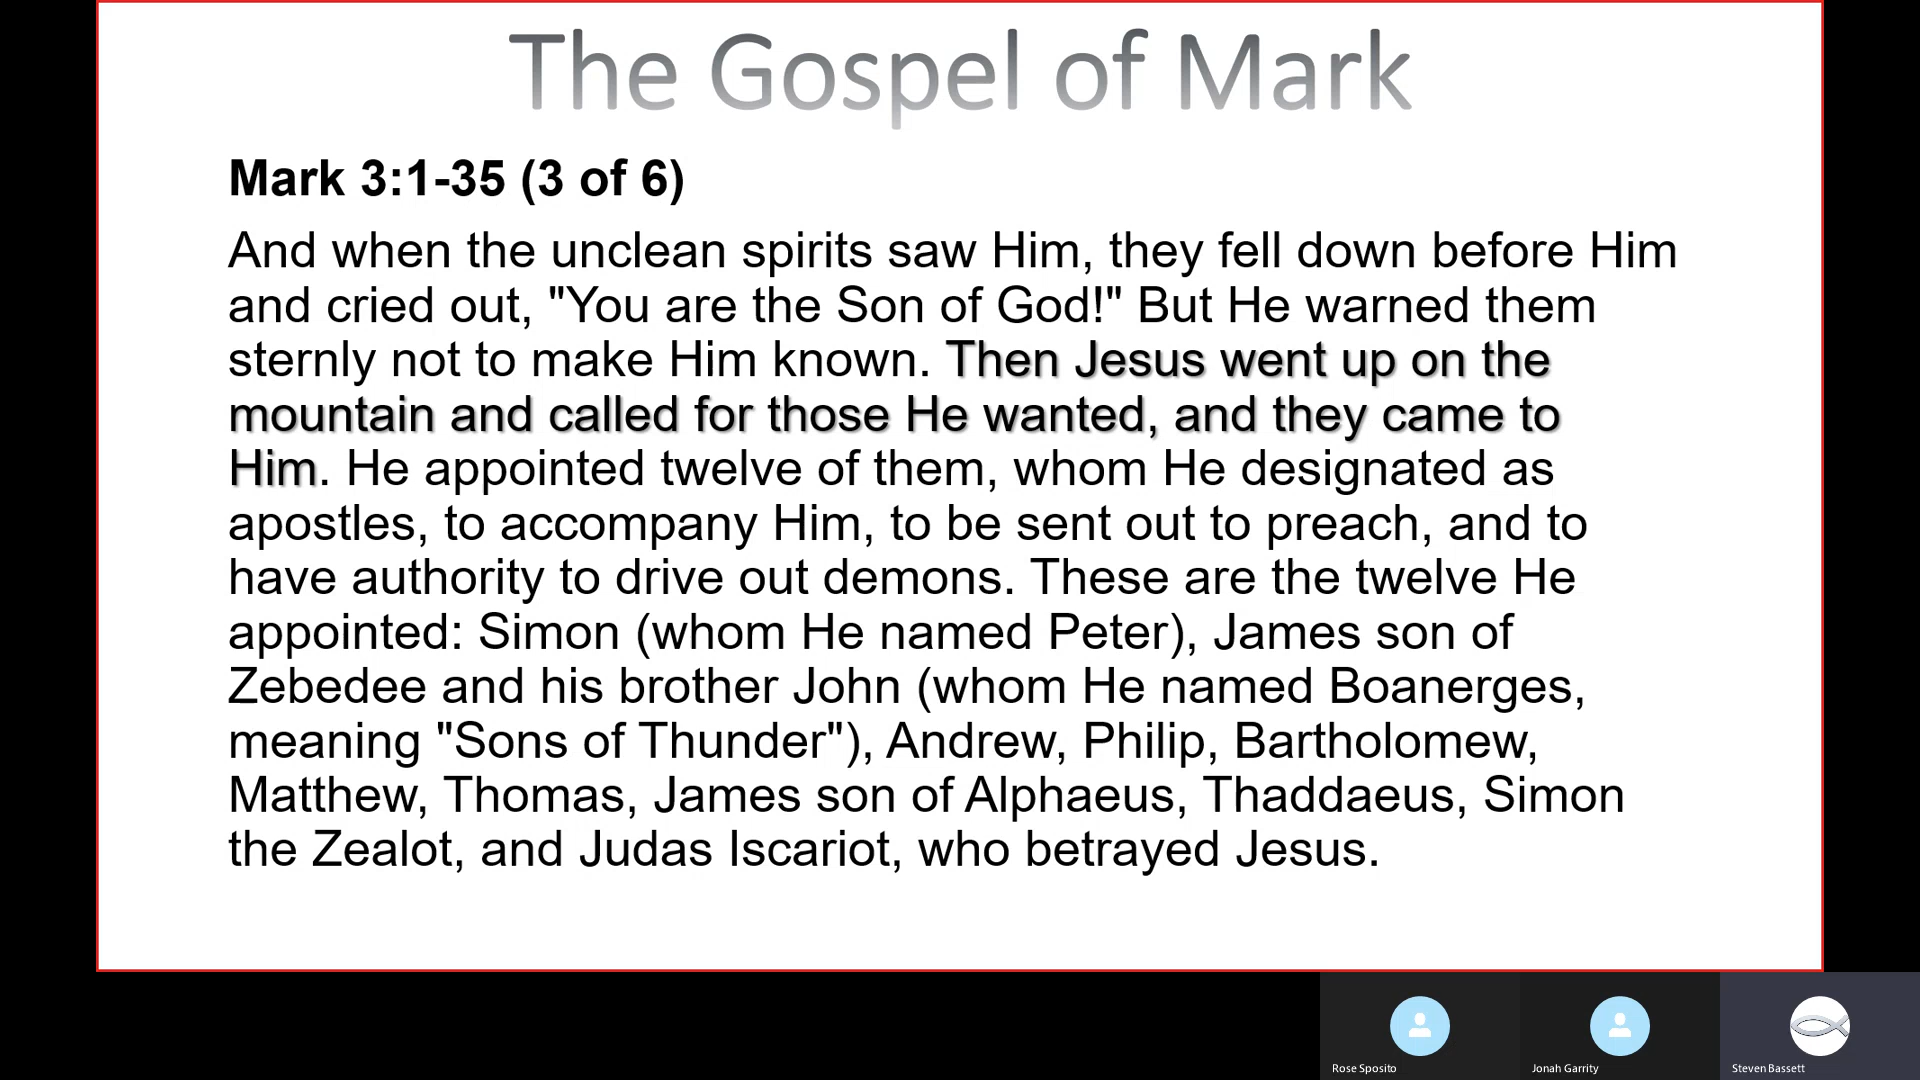 The Gospel of Mark
Mark 3:1-35 (3 of 6)
And when the unclean spirits saw Him, they fell down before Him
and cried out, "You are the Son of God!" But He warned them
sternly not to make Him known. Then Jesus went up on the
mountain and called for those He wanted, and they came to
Him. He appointed twelve of them, whom He designated as
apostles, to accompany Him, to be sent out to preach, and to
have authority to drive out demons. These are the twelve He
appointed: Simon (whom He named Peter), James son of
Zebedee and his brother John (whom He named Boanerges,
meaning "Sons of Thunder"), Andrew, Philip, Bartholomew,
Matthew, Thomas, James son of Alphaeus, Thaddaeus, Simon
the Zealot, and Judas Iscariot, who betrayed Jesus.
Rose Sposito
Jonah Garrity
Steven Bassett